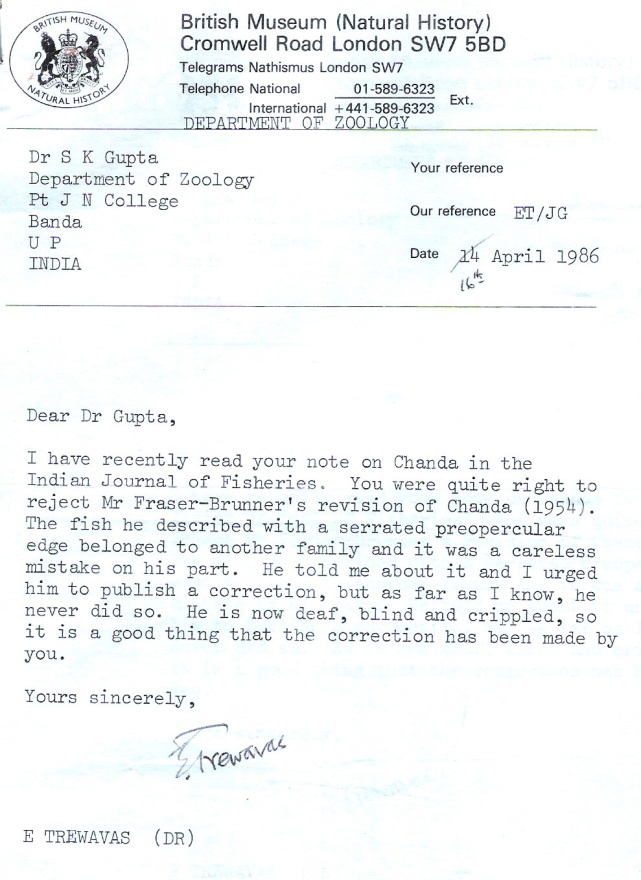 BRITISH MUSEUM
NATURAL HISTORY
British Museum (Natural History)
Cromwell Road London SW7 5BD
Telegrams Nathismus London SW7
Telephone National 01-589-6323
International +441-589-6323 Ext.
DEPARTMENT OF ZOOLOGY
Dr S K Gupta
Department of Zoology
Pt J N College
Banda
U P
INDIA
Your reference
Our reference ET/JG
Date 14 April 1986
16th
Dear Dr Gupta,
I have recently read your note on Chanda in the
Indian Journal of Fisheries. You were quite right to
reject Mr Fraser-Brunner's revision of Chanda (1954).
The fish he described with a serrated preopercular
edge belonged to another family and it was a careless
mistake on his part. He told me about it and I urged
him to publish a correction, but as far as I know, he
never did so. He is now deaf, blind and crippled, so
it is a good thing that the correction has been made by
you.
Yours sincerely,
E. Trewavas
E TREWAVAS (DR)